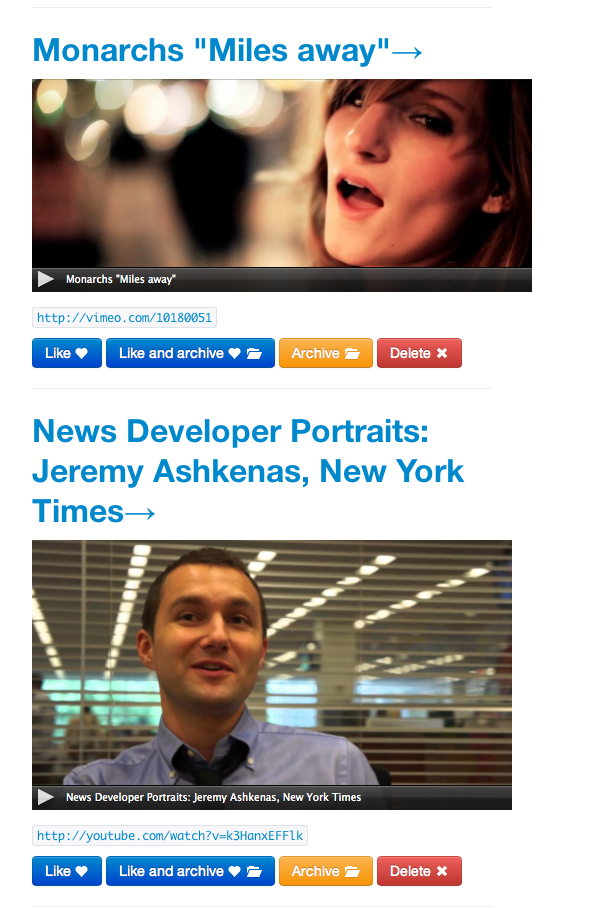 Monarchs "Miles away"→
Monarchs "Miles away"
http://vimeo.com/10180051
Like Like and archive Archive Delete
News Developer Portraits:
Jeremy Ashkenas, New York
Times→
News Developer Portraits: Jeremy Ashkenas, New York Times
http://youtube.com/watch?v=k3HanxEFFlk
Like Like and archive Archive Delete